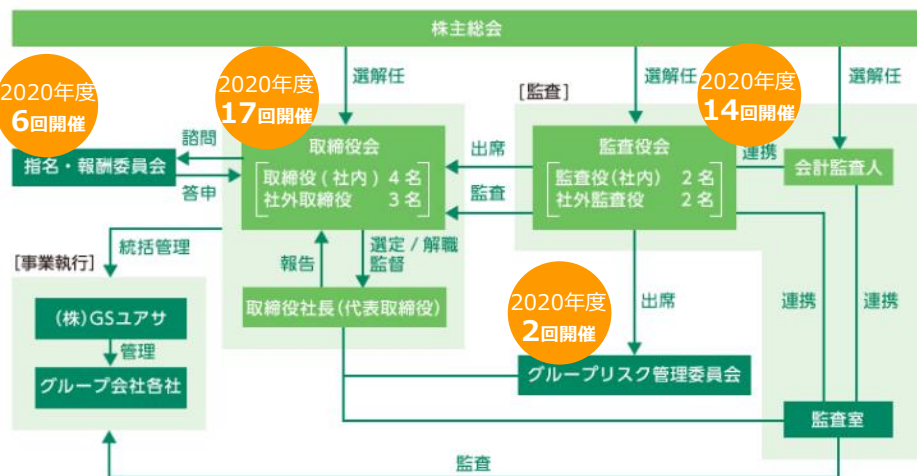 株主総会
選解任
選解任
選解任
2020年度
6回開催
2020年度
17回開催
2020年度
14回開催
[監査]
諮問
指名・報酬委員会
答申
取締役会
取締役(社内) 4名
社外取締役 3名
出席
監査
監査役会
監査役(社内) 2名
社外監査役 2名
連携
会計監査人
統括管理
[事業執行]
報告
選定/解職
監督
取締役社長(代表取締役)
2020年度
2回開催
出席
連携
連携
(株)GSユアサ
管理
グループ会社各社
グループリスク管理委員会
監査室
監査